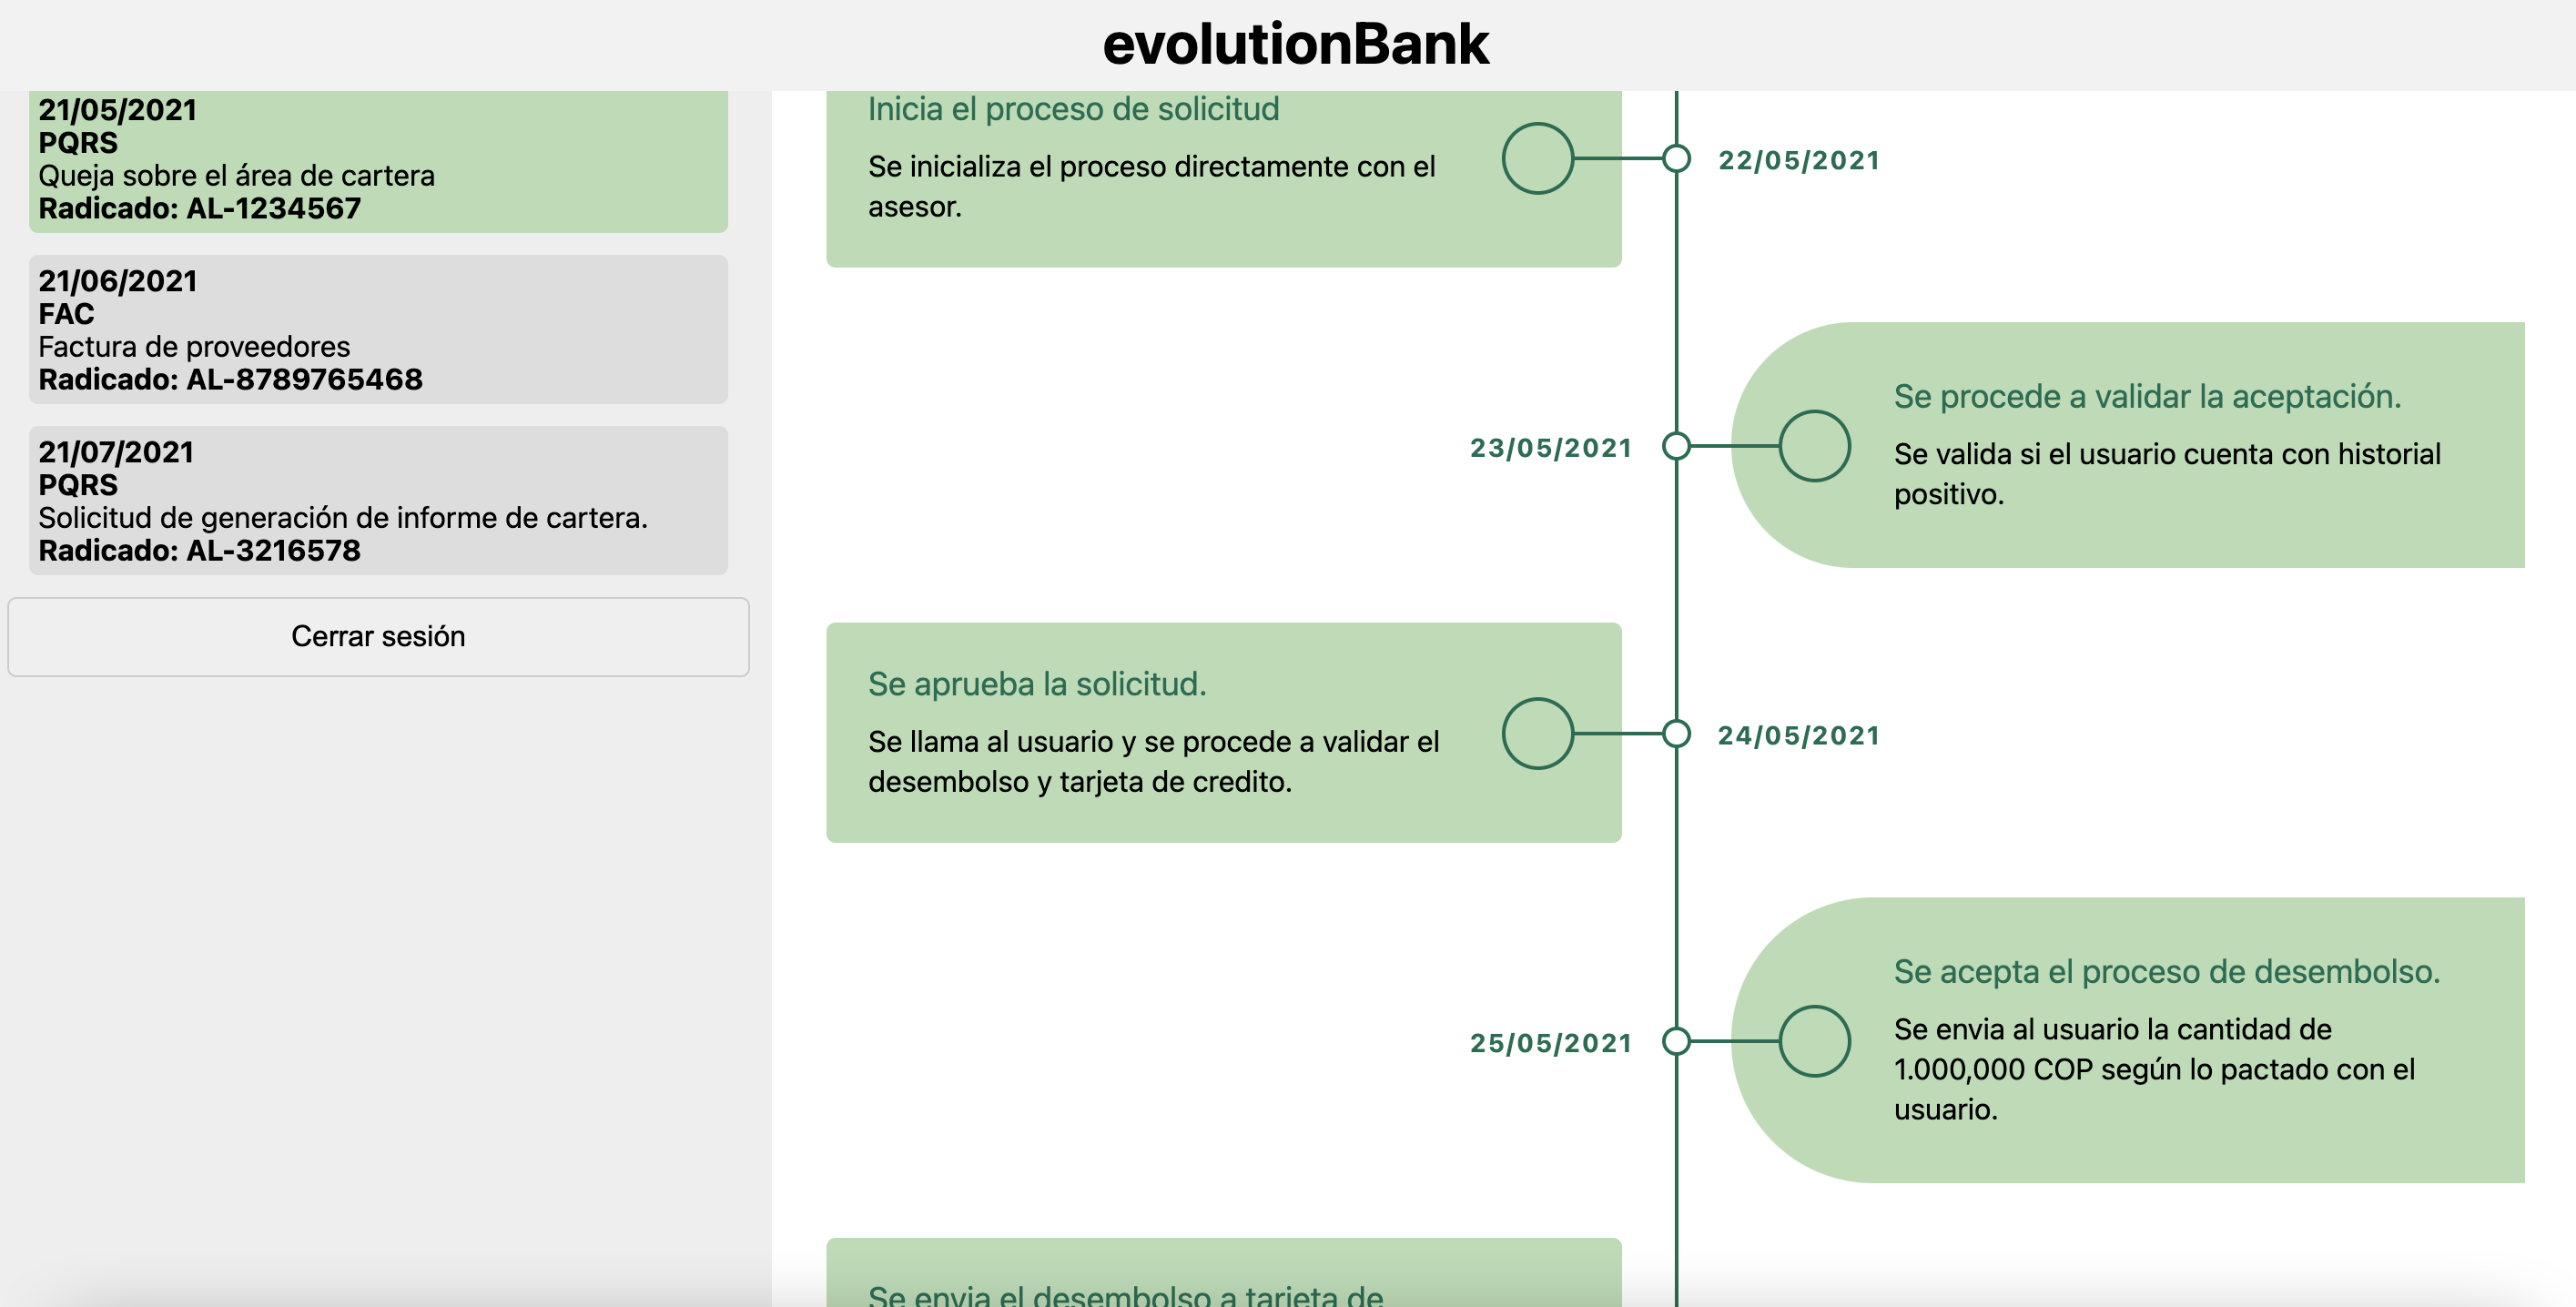 evolutionBank
21/05/2021
PQRS
Queja sobre el área de cartera
Radicado: AL-1234567
21/06/2021
FAC
Factura de proveedores
Radicado: AL-8789765468
21/07/2021
PQRS
Solicitud de generación de informe de cartera.
Radicado: AL-3216578
Cerrar sesión
Inicia el proceso de solicitud
Se inicializa el proceso directamente con el
asesor.
22/05/2021
23/05/2021
Se procede a validar la aceptación.
Se valida si el usuario cuenta con historial
positivo.
Se aprueba la solicitud.
Se llama al usuario y se procede a validar el
desembolso y tarjeta de credito.
24/05/2021
25/05/2021
Se acepta el proceso de desembolso.
Se envia al usuario la cantidad de
1.000,000 COP según lo pactado con el
usuario.
Se envia el desembolso a tarjeta de